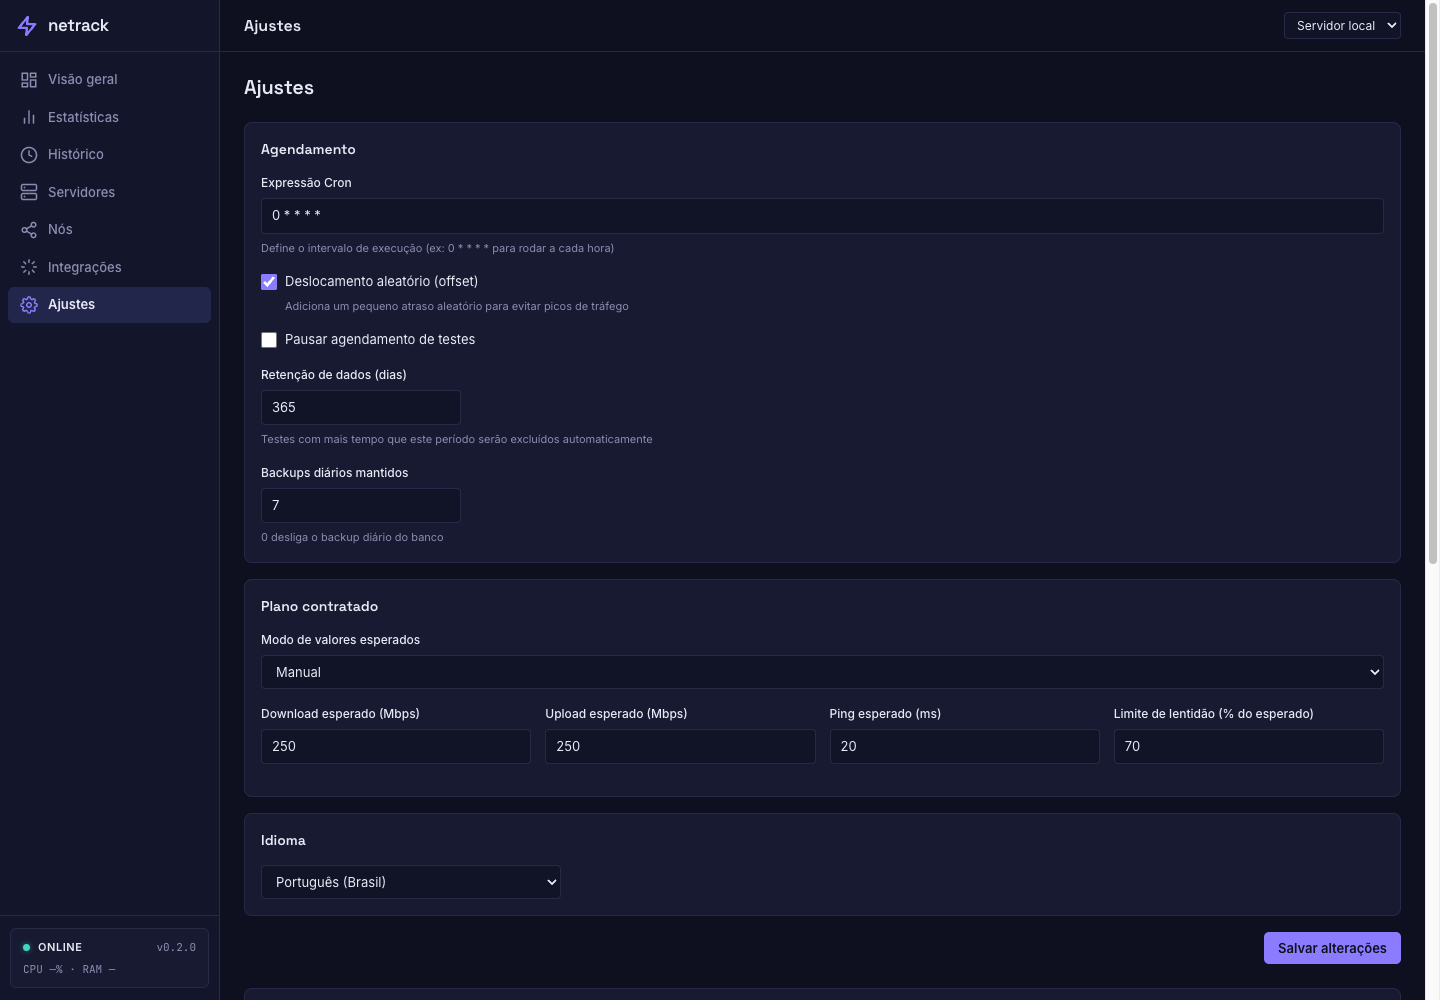 netrack
Ajustes
Servidor local
Visão geral
Estatísticas
Histórico
Servidores
Nós
Integrações
Ajustes
Ajustes
Agendamento
Expressão Cron
0 * * * *
Define o intervalo de execução (ex: 0 * * * * para rodar a cada hora)
Deslocamento aleatório (offset)
Adiciona um pequeno atraso aleatório para evitar picos de tráfego
Pausar agendamento de testes
Retenção de dados (dias)
365
Testes com mais tempo que este período serão excluídos automaticamente
Backups diários mantidos
7
0 desliga o backup diário do banco
Plano contratado
Modo de valores esperados
Manual
Download esperado (Mbps)
250
Upload esperado (Mbps)
250
Ping esperado (ms)
20
Limite de lentidão (% do esperado)
70
Idioma
Português (Brasil)
Salvar alterações
ONLINE v0.2.0
CPU —% · RAM —